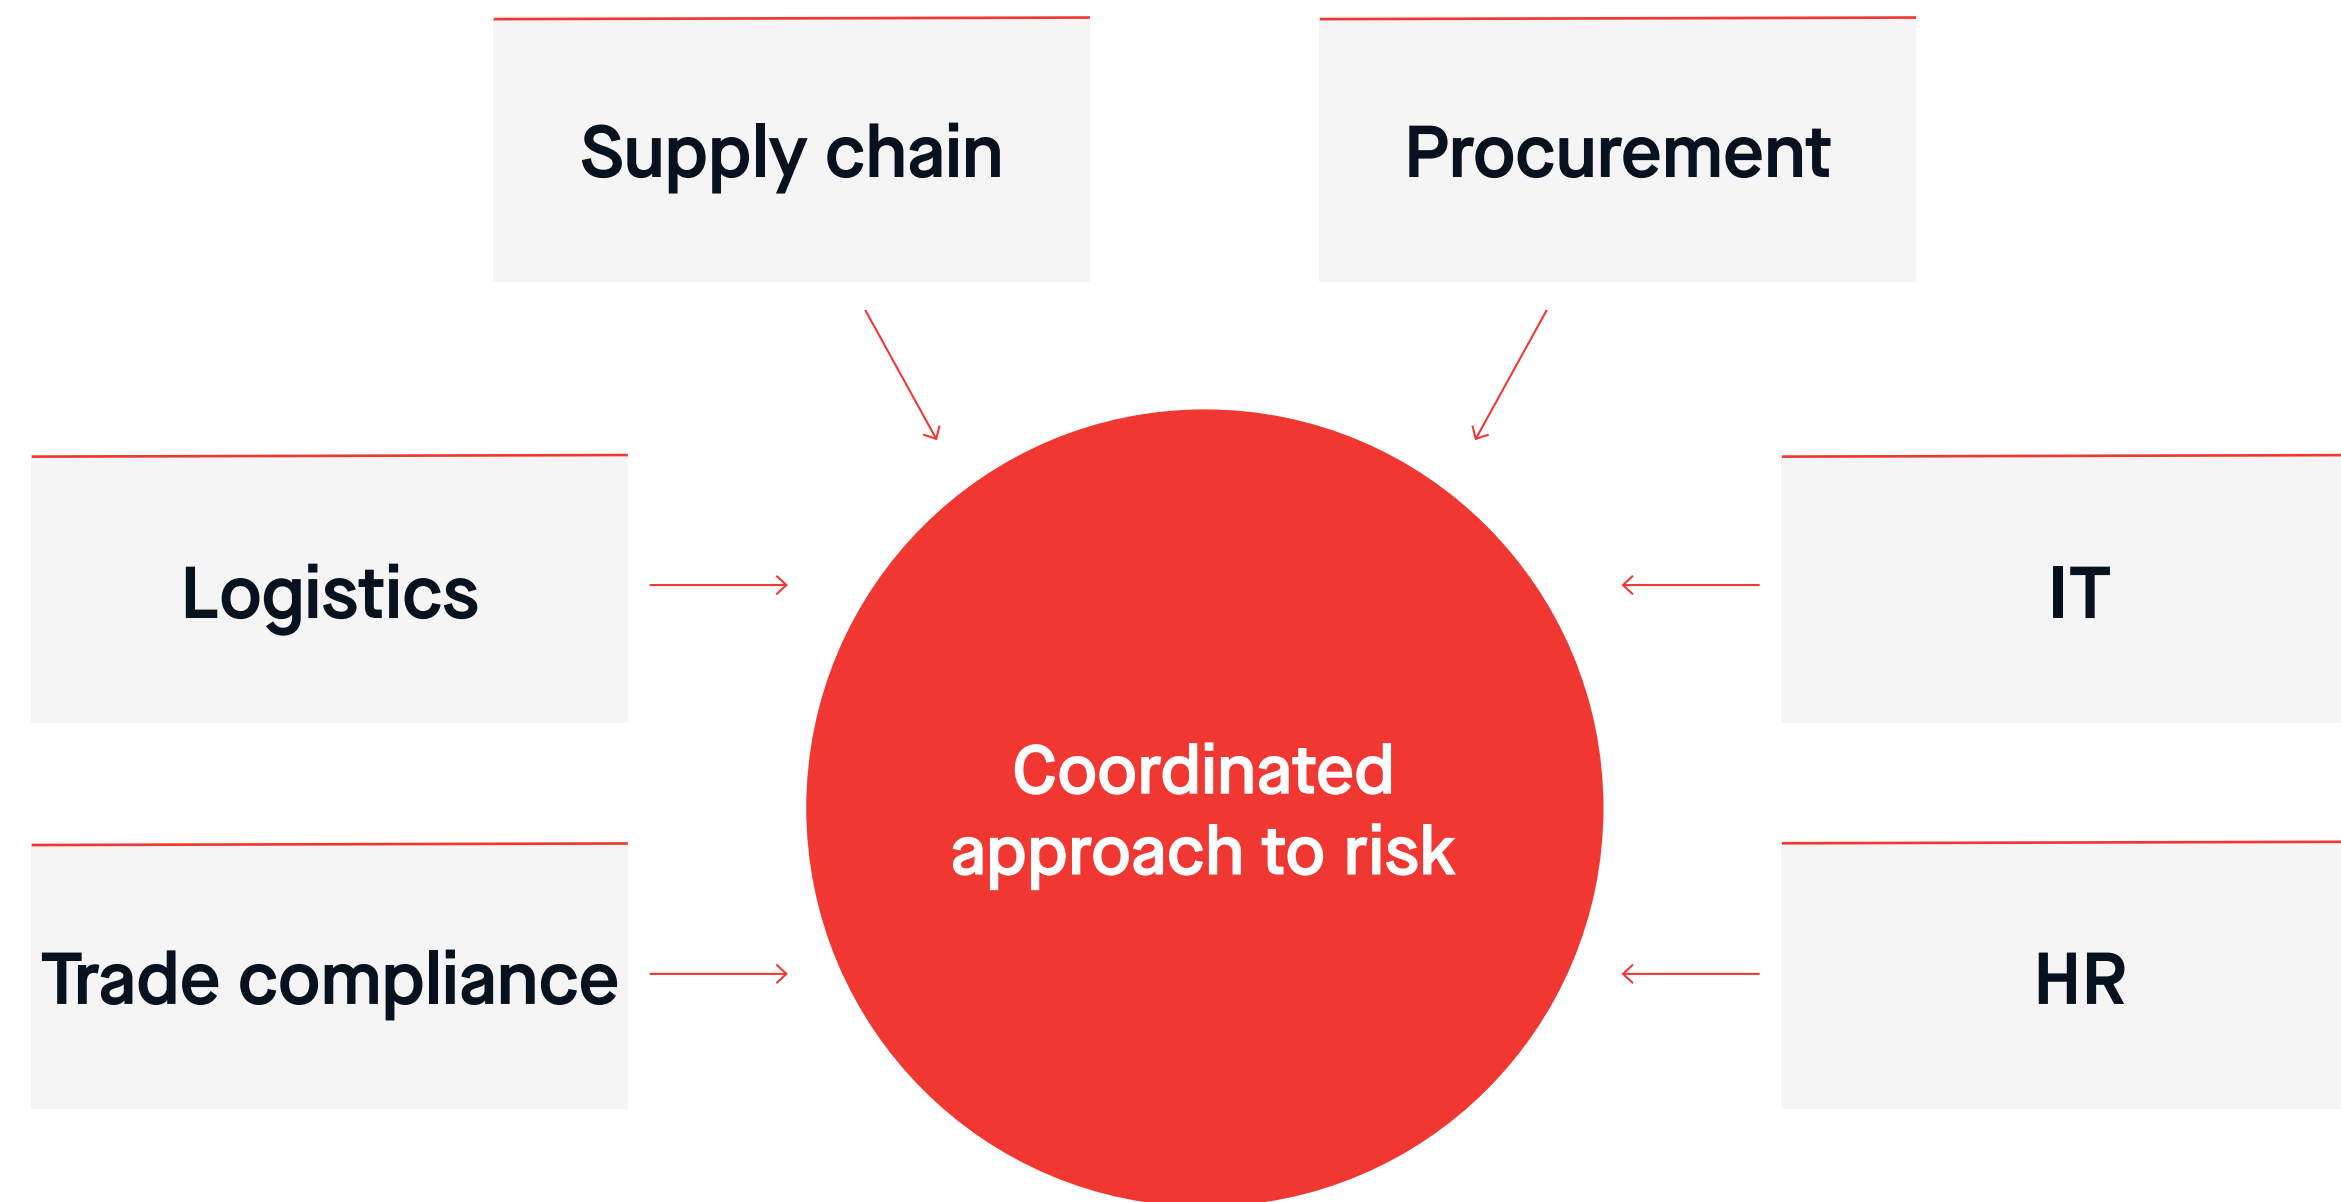 Supply chain
Procurement
Logistics
IT
Coordinated
approach to risk
Trade compliance
HR